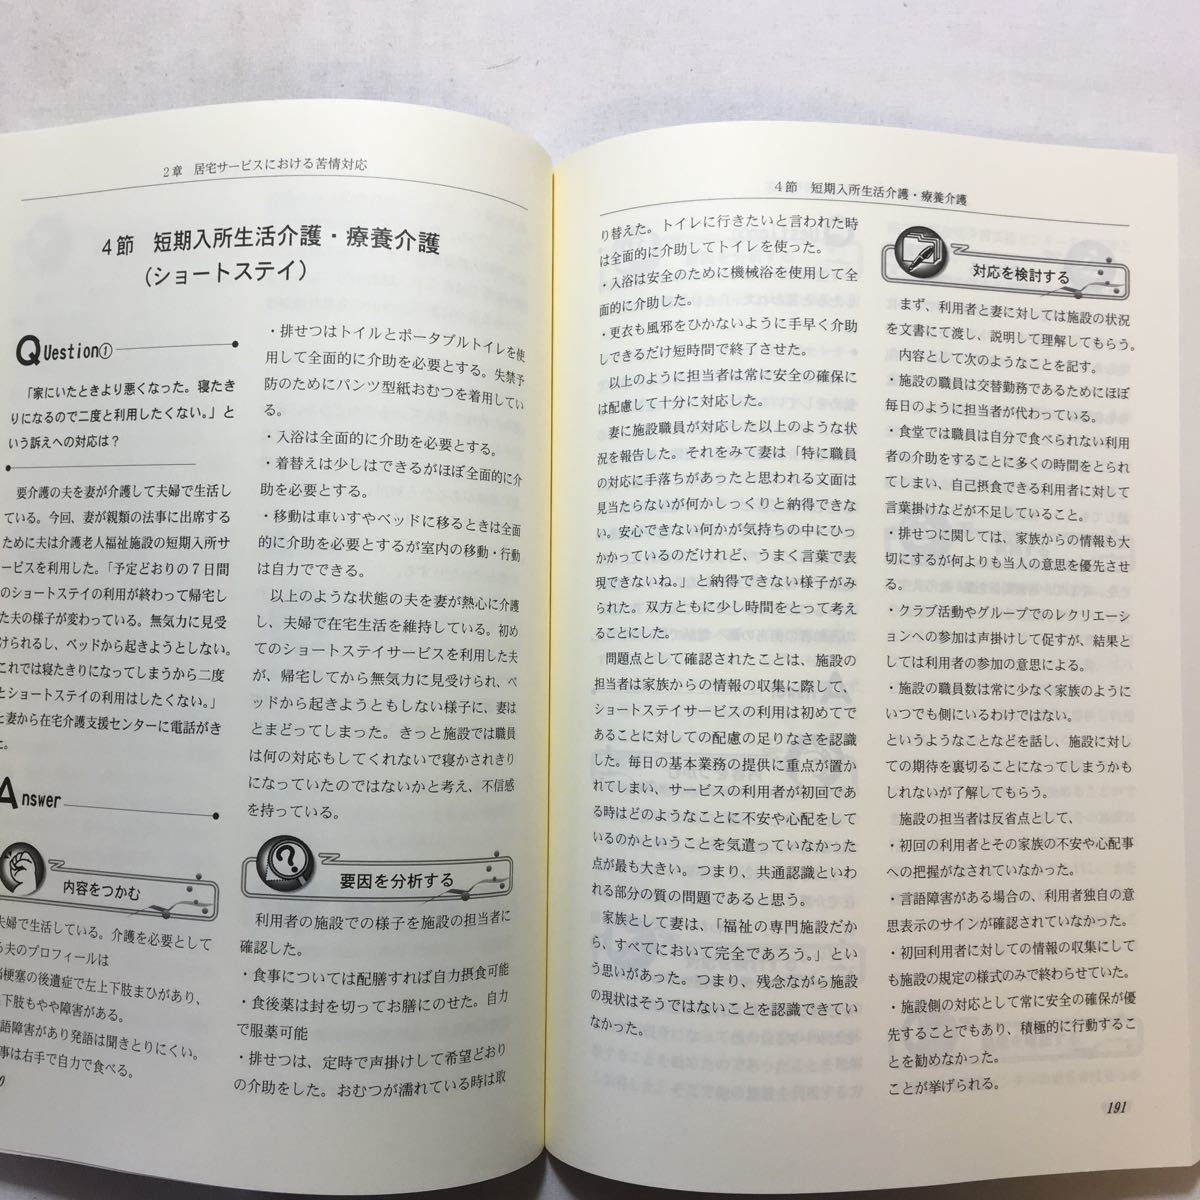 2章　居宅サービスにおける苦情対応
4節　短期入所生活介護・療養介護
（ショートステイ）
Question①
「家にいたときより悪くなった。寝たき
りになるので二度と利用したくない。」と
いう訴えへの対応は？
要介護の夫を妻が介護して夫婦で生活し
ている。今回、妻が親類の法事に出席する
ために夫は介護老人福祉施設の短期入所サ
ービスを利用した。「予定どおりの7日間
のショートステイの利用が終わって帰宅し
た夫の様子が変わっている。無気力に見受
けられるし、ベッドから起きようとしない。
これでは寝たきりになってしまうから二度
とショートステイの利用はしたくない。」
と妻から在宅介護支援センターに電話がき
た。
Answer
内容をつかむ
夫婦で生活している。介護を必要として
る夫のプロフィールは
梗塞の後遺症で左上下肢まひがあり、
下肢もやや障害がある。
語障害があり発語は聞きとりにくい。
事は右手で自力で食べる。
0
・排せつはトイルとポータブルトイレを使
用して全面的に介助を必要とする。失禁予
防のためにパンツ型紙おむつを着用してい
る。
・入浴は全面的に介助を必要とする。
・着替えは少しはできるがほぼ全面的に介
助を必要とする。
・移動は車いすやベッドに移るときは全面
的に介助を必要とするが室内の移動・行動
は自力でできる。
以上のような状態の夫を妻が熱心に介護
し、夫婦で在宅生活を維持している。初め
てのショートステイサービスを利用した夫
が、帰宅してから無気力に見受けられ、ベ
ッドから起きようともしない様子に、妻は
とまどってしまった。きっと施設では職員
は何の対応もしてくれないで寝かされきり
になっていたのではないかと考え、不信感
を持っている。
要因を分析する
利用者の施設での様子を施設の担当者に
確認した。
・食事については配膳すれば自力摂食可能
・食後薬は封を切ってお膳にのせた。自力
で服薬可能
・排せつは、定時で声掛けして希望どおり
の介助をした。おむつが濡れている時は取
4節　短期入所生活介護・療養介護
り替えた。トイレに行きたいと言われた時
は全面的に介助してトイレを使った。
・入浴は安全のために機械浴を使用して全
面的に介助した。
・更衣も風邪をひかないように手早く介助
しできるだけ短時間で終了させた。
以上のように担当者は常に安全の確保に
は配慮して十分に対応した。
妻に施設職員が対応した以上のような状
況を報告した。それをみて妻は「特に職員
の対応に手落ちがあったと思われる文面は
見当たらないが何かしっくりと納得できな
い。安心できない何かが気持ちの中にひっ
かかっているのだけれど、うまく言葉で表
現できないね。」と納得できない様子がみ
られた。双方ともに少し時間をとって考え
ることにした。
問題点として確認されたことは、施設の
担当者は家族からの情報の収集に際して、
ショートステイサービスの利用は初めてで
あることに対しての配慮の足りなさを認識
した。毎日の基本業務の提供に重点が置か
れてしまい、サービスの利用者が初回であ
る時はどのようなことに不安や心配をして
いるのかということを気遣っていなかった
点が最も大きい。つまり、共通認識といわ
れる部分の質の問題であると思う。
家族として妻は、「福祉の専門施設だか
ら、すべてにおいて完全であろう。」とい
う思いがあった。つまり、残念ながら施設
の現状はそうではないことを認識できてい
なかった。
対応を検討する
まず、利用者と妻に対しては施設の状況
を文書にて渡し、説明して理解してもらう。
内容として次のようなことを記す。
・施設の職員は交替勤務であるためにほぼ
毎日のように担当者が代わっている。
・食堂では職員は自分で食べられない利用
者の介助をすることに多くの時間をとられ
てしまい、自己摂食できる利用者に対して
言葉掛けなどが不足していること。
・排せつに関しては、家族からの情報も大
切にするが何よりも当人の意思を優先させ
る。
・クラブ活動やグループでのレクリエーシ
ョンへの参加は声掛けして促すが、結果と
しては利用者の参加の意思による。
・施設の職員数は常に少なく家族のように
いつでも側にいるわけではない。
というようなことなどを話し、施設に対し
ての期待を裏切ることになってしまうかも
しれないが了解してもらう。
施設の担当者は反省点として、
・初回の利用者とその家族の不安や心配事
への把握がなされていなかった。
・言語障害がある場合の、利用者独自の意
思表示のサインが確認されていなかった。
・初回利用者に対しての情報の収集にして
も施設の規定の様式のみで終わらせていた。
・施設側の対応として常に安全の確保が優
先することでもあり、積極的に行動するこ
とを勧めなかった。
ことが挙げられる。
191